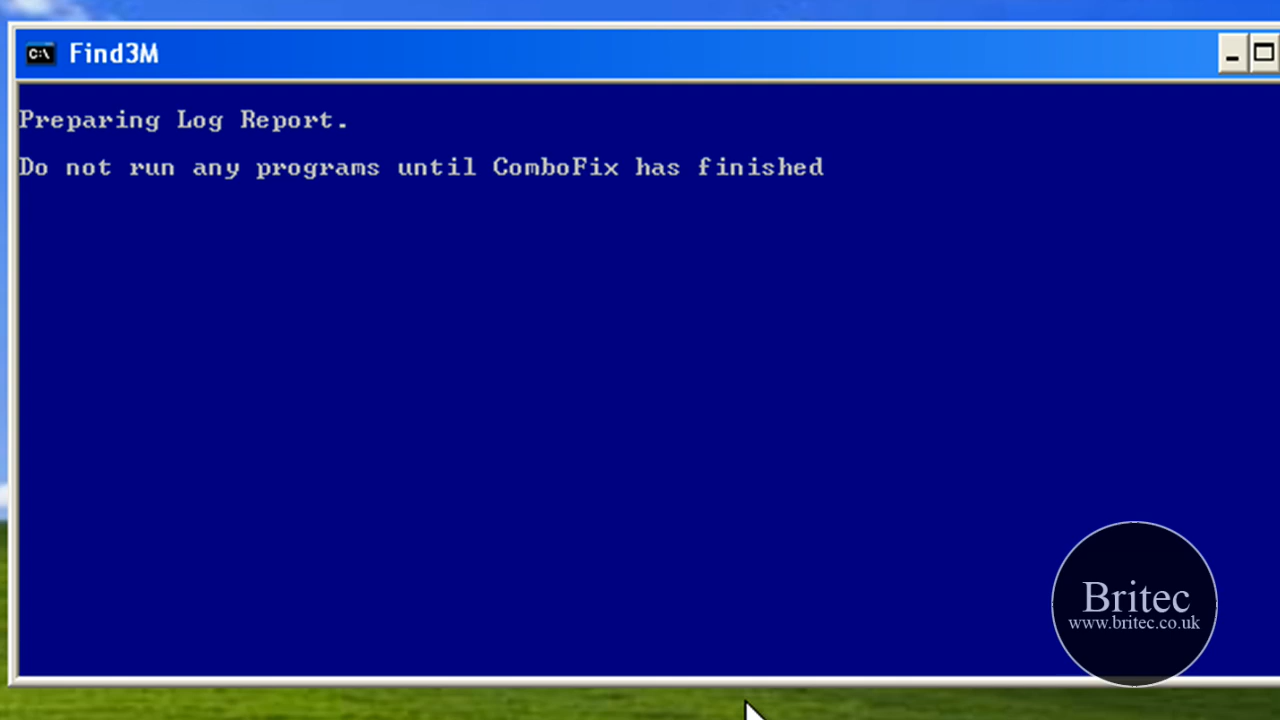 Find3M
Preparing Log Report.
Do not run any programs until ComboFix has finished
Britec
www.britec.co.uk